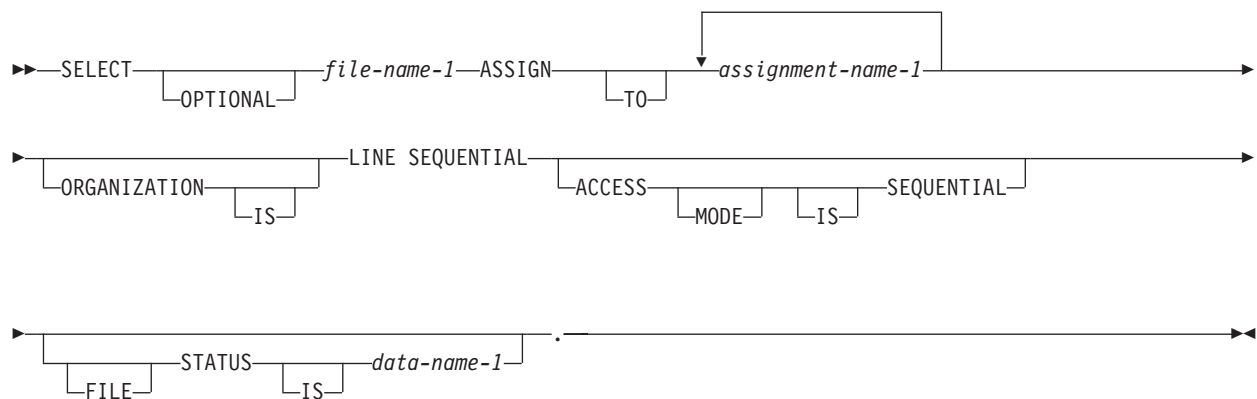 SELECT OPTIONAL file-name-1 ASSIGN TO assignment-name-1
ORGANIZATION IS LINE SEQUENTIAL ACCESS MODE IS SEQUENTIAL
FILE STATUS IS data-name-1 .